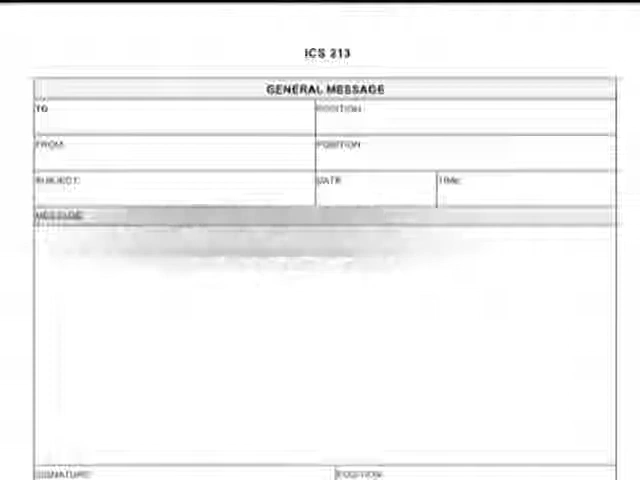 ICS 213
GENERAL MESSAGE
TO
POSITION
FROM:
POSITION
SUBJECT:
DATE
TIME:
MESSAGE:
SIGNATURE:
POSITION: